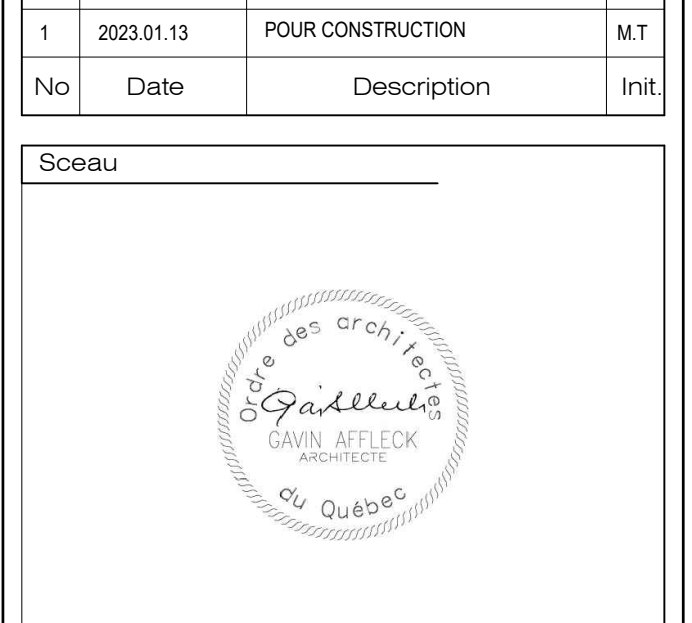 1 2023.01.13 POUR CONSTRUCTION M.T
No Date Description Init.
Sceau
Ordre des architectes
GAVIN AFFLECK
ARCHITECTE
du Québec